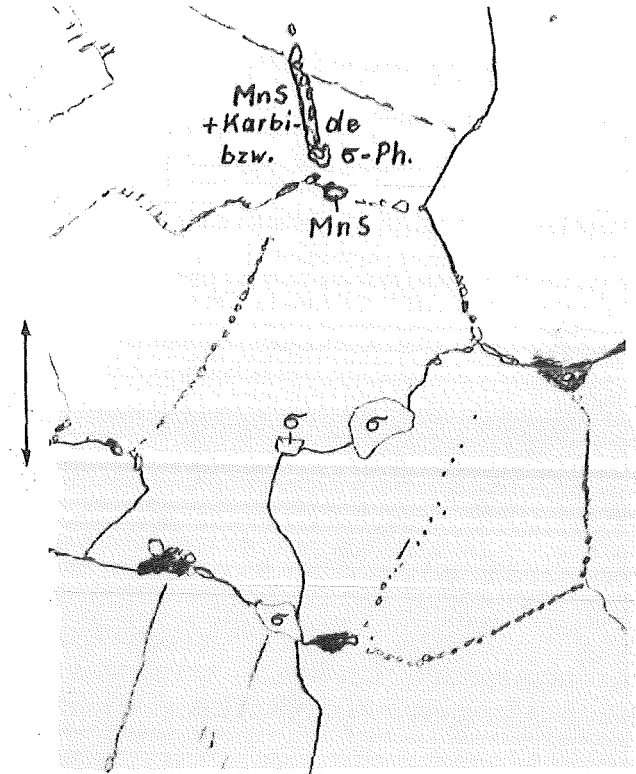 MnS
+Karbi-de
bzw. σ-Ph.
MnS
σ
σ
σ